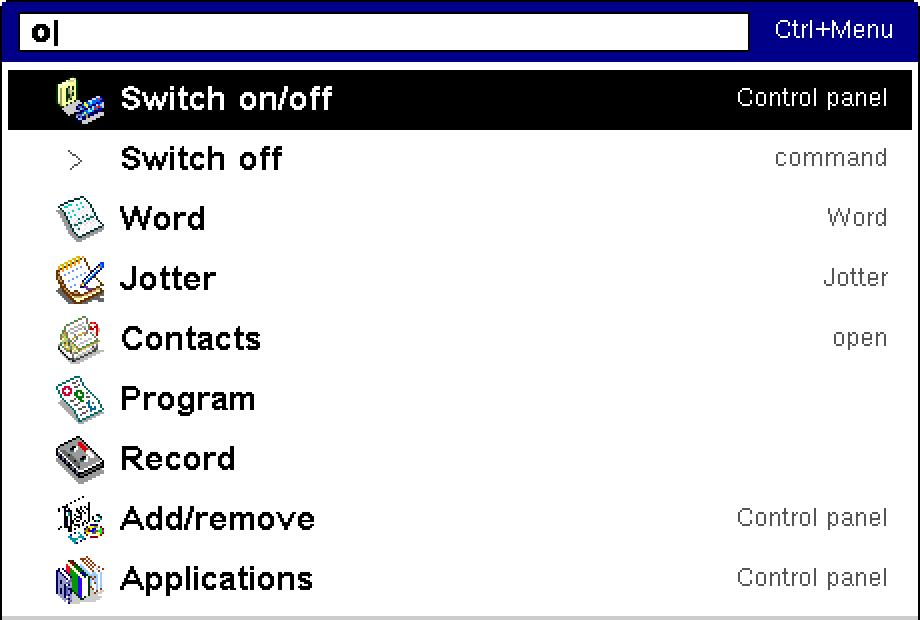 o
Ctrl+Menu
Switch on/off Control panel
> Switch off command
Word Word
Jotter Jotter
Contacts open
Program
Record
Add/remove Control panel
Applications Control panel